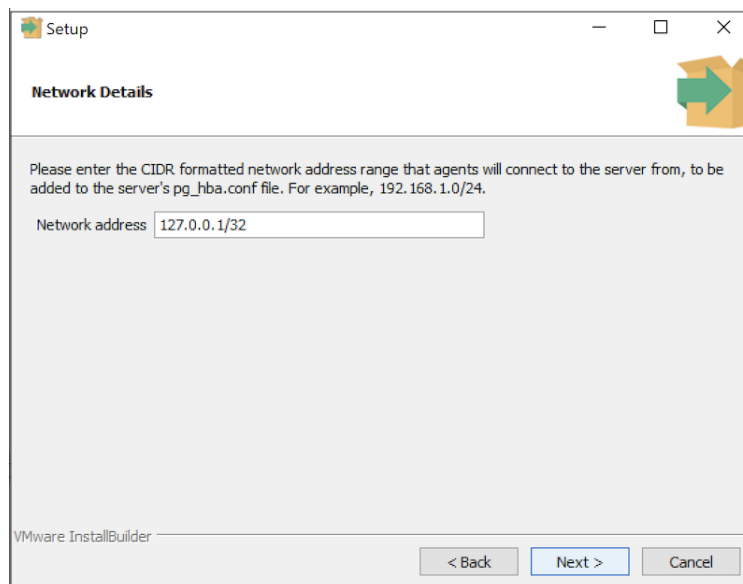 Setup
Network Details
Please enter the CIDR formatted network address range that agents will connect to the server from, to be
added to the server's pg_hba.conf file. For example, 192.168.1.0/24.
Network address 127.0.0.1/32
VMware InstallBuilder
< Back Next > Cancel